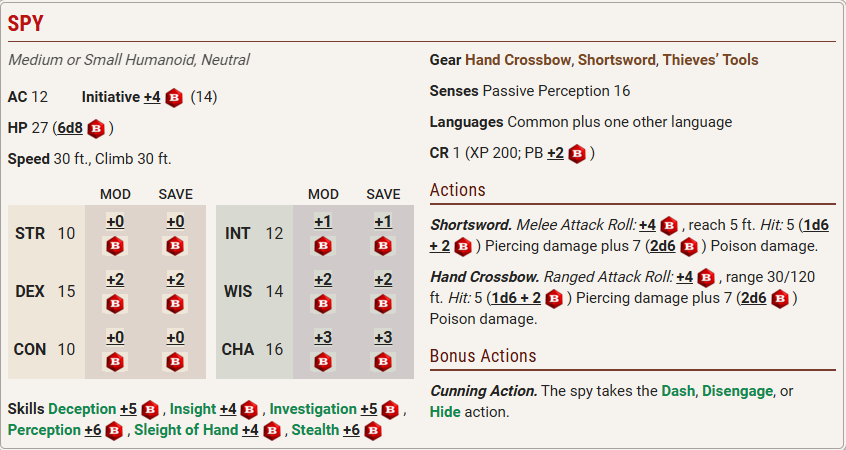 SPY
Medium or Small Humanoid, Neutral
AC 12 Initiative +4 B (14)
HP 27 (6d8 B )
Speed 30 ft., Climb 30 ft.
MOD SAVE MOD SAVE
STR 10 +0 B +0 B INT 12 +1 B +1 B
DEX 15 +2 B +2 B WIS 14 +2 B +2 B
CON 10 +0 B +0 B CHA 16 +3 B +3 B
Skills Deception +5 B , Insight +4 B , Investigation +5 B ,
Perception +6 B , Sleight of Hand +4 B , Stealth +6 B
Gear Hand Crossbow, Shortsword, Thieves’ Tools
Senses Passive Perception 16
Languages Common plus one other language
CR 1 (XP 200; PB +2 B )
Actions
Shortsword. Melee Attack Roll: +4 B , reach 5 ft. Hit: 5 (1d6
+ 2 B ) Piercing damage plus 7 (2d6 B ) Poison damage.
Hand Crossbow. Ranged Attack Roll: +4 B , range 30/120
ft. Hit: 5 (1d6 + 2 B ) Piercing damage plus 7 (2d6 B )
Poison damage.
Bonus Actions
Cunning Action. The spy takes the Dash, Disengage, or
Hide action.